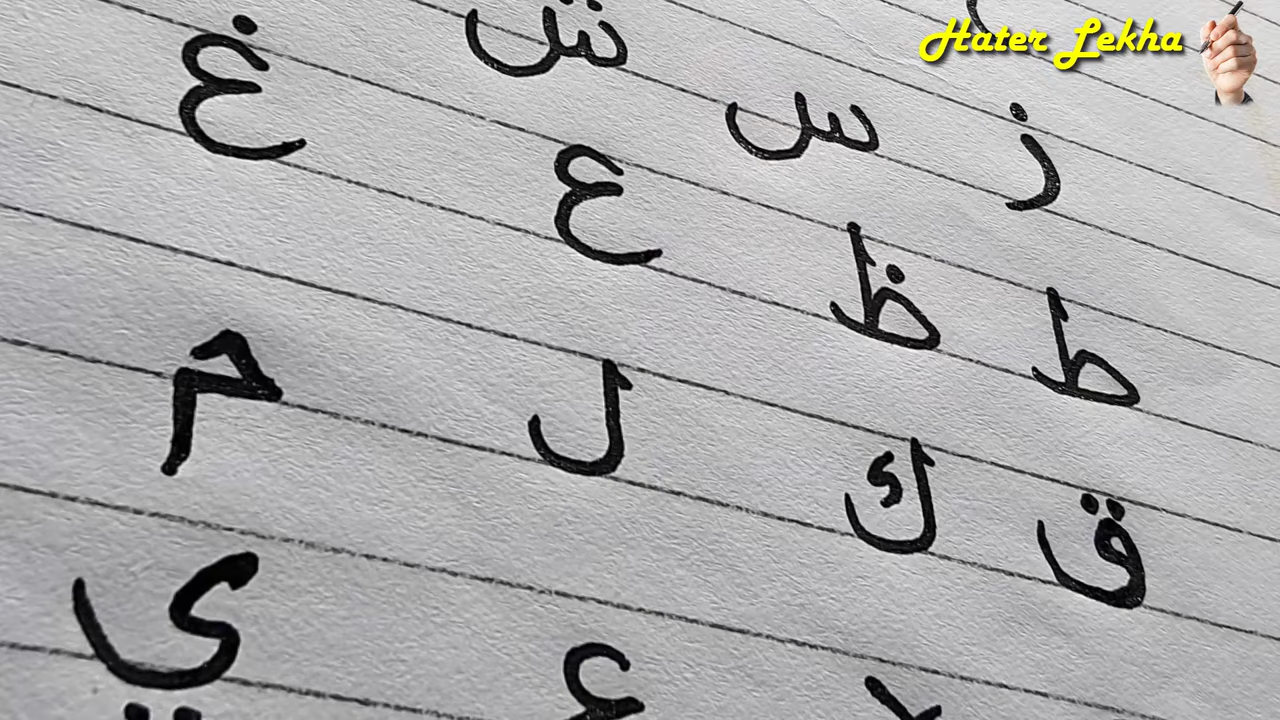 Hater Lekha
ز س ش
ط ظ ع غ
ق ك ل م
ء ي